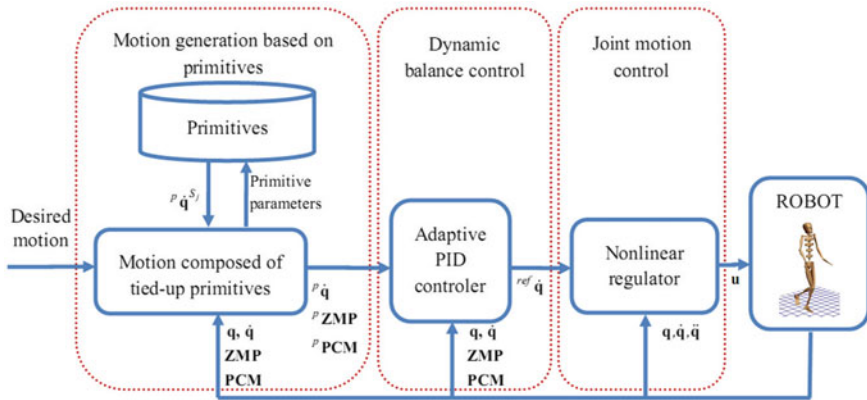 Motion generation based on
primitives
Dynamic
balance control
Joint motion
control
Primitives
ᵖq̇ˢʲ
Primitive
parameters
Desired
motion
Motion composed of
tied-up primitives
ᵖq̇
ᵖZMP
ᵖPCM
Adaptive
PID
controler
ʳᵉᶠq̇
Nonlinear
regulator
u
ROBOT
q, q̇
ZMP
PCM
q, q̇
ZMP
PCM
q,q̇,q̈